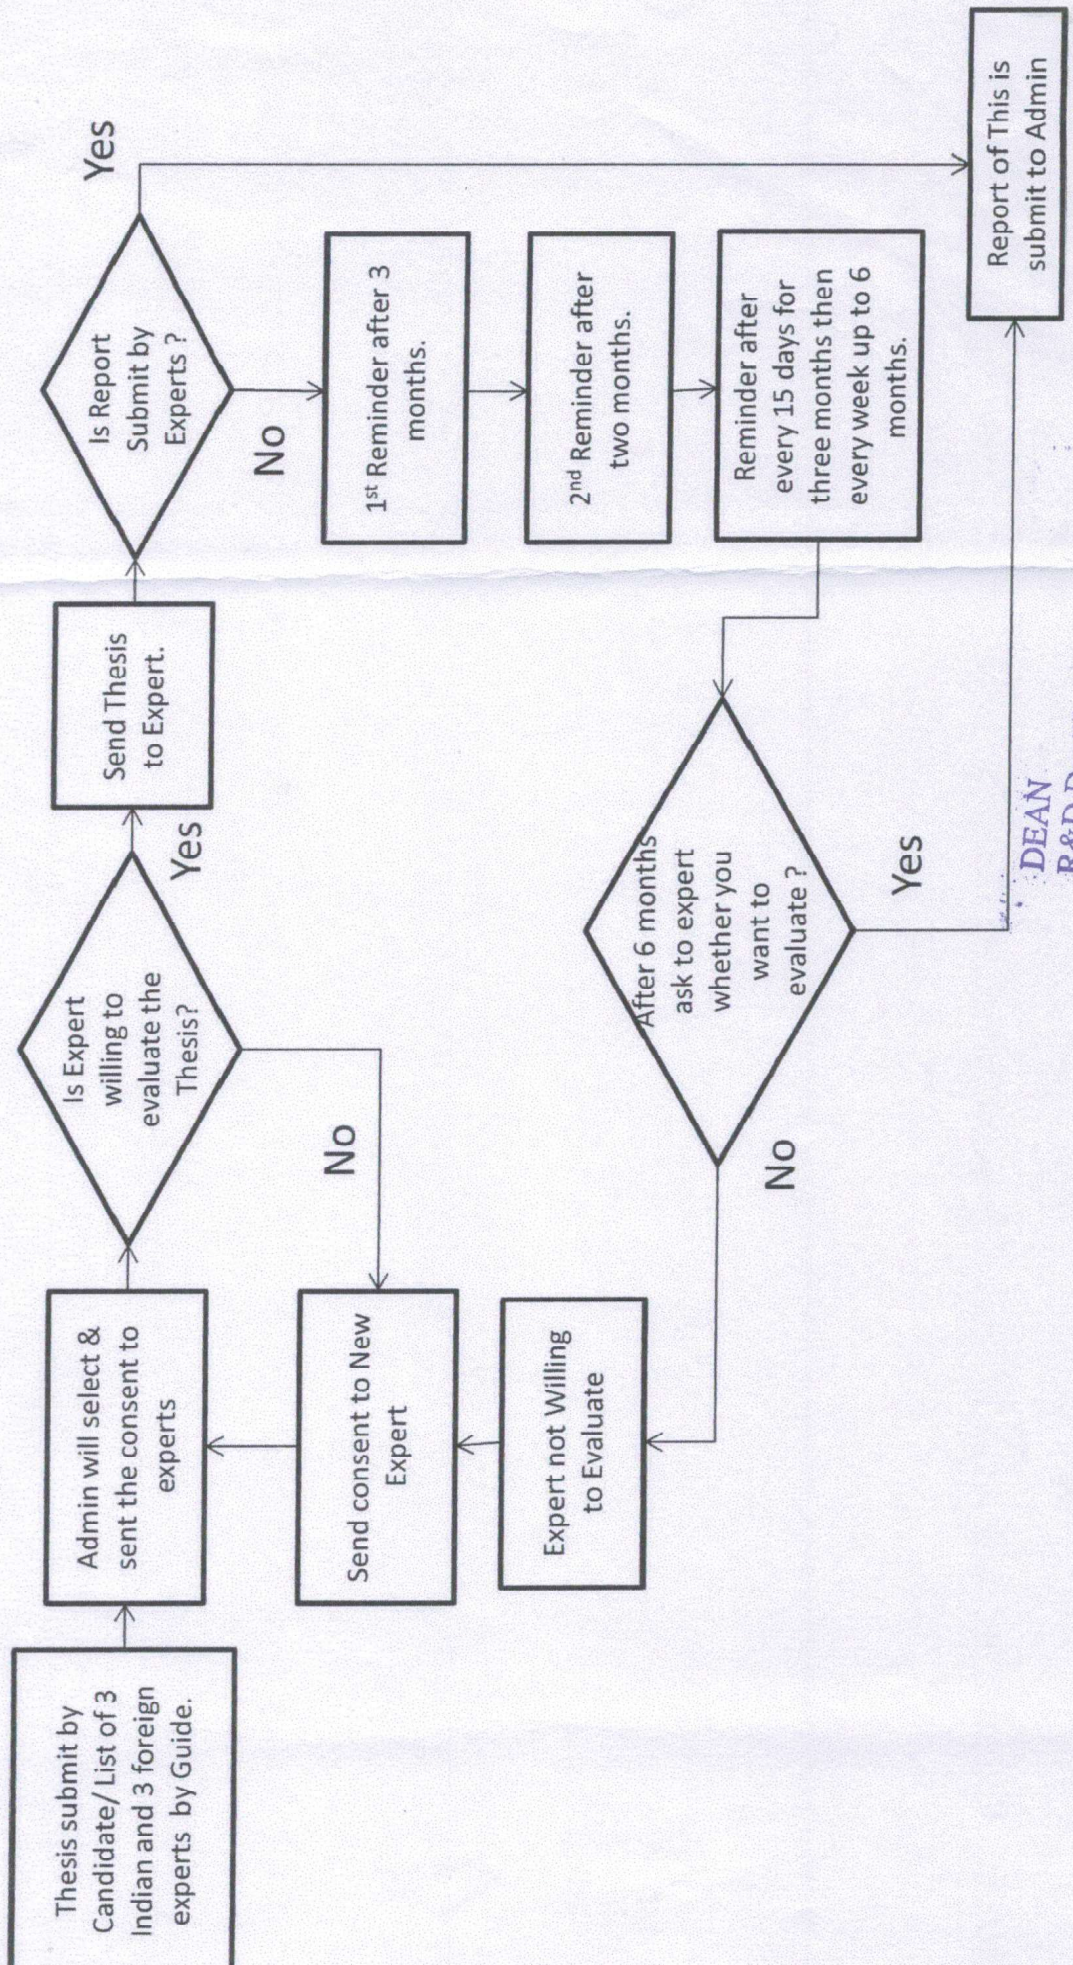 Thesis submit by
Candidate/ List of 3
Indian and 3 foreign
experts by Guide.
Admin will select &
sent the consent to
experts
Is Expert
willing to
evaluate the
Thesis?
Yes
No
Send Thesis
to Expert.
Is Report
Submit by
Experts ?
Yes
No
1st Reminder after 3
months.
2nd Reminder after
two months.
Reminder after
every 15 days for
three months then
every week up to 6
months.
After 6 months
ask to expert
whether you
want to
evaluate ?
Yes
No
Expert not Willing
to Evaluate
Send consent to New
Expert
Report of This is
submit to Admin
DEAN
R&D